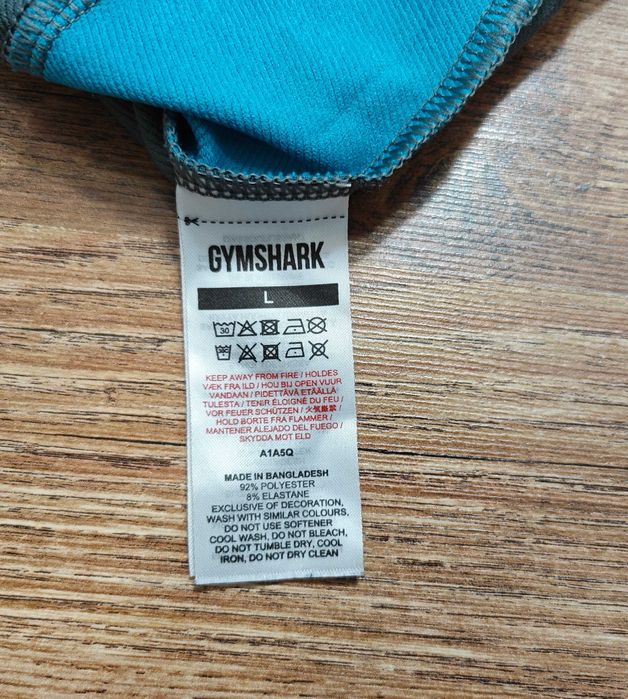 GYMSHARK
L
30
KEEP AWAY FROM FIRE / HOLDES
VÆK FRA ILD / HOU BIJ OPEN VUUR
VANDAAN / PIDETTÄVÄ ETÄÄLLÄ
TULESTA / TENIR ÉLOIGNÉ DU FEU /
VOR FEUER SCHÜTZEN / 火気厳禁 /
HOLD BORTE FRA FLAMMER /
MANTENER ALEJADO DEL FUEGO /
SKYDDA MOT ELD
A1A5Q
MADE IN BANGLADESH
92% POLYESTER
8% ELASTANE
EXCLUSIVE OF DECORATION,
WASH WITH SIMILAR COLOURS.
DO NOT USE SOFTENER
COOL WASH, DO NOT BLEACH,
DO NOT TUMBLE DRY, COOL
IRON, DO NOT DRY CLEAN